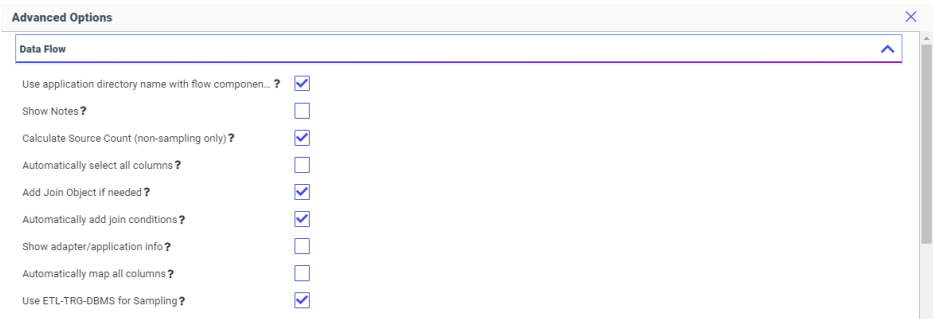 Advanced Options
Data Flow
Use application directory name with flow componen... ?
Show Notes ?
Calculate Source Count (non-sampling only) ?
Automatically select all columns ?
Add Join Object if needed ?
Automatically add join conditions ?
Show adapter/application info ?
Automatically map all columns ?
Use ETL-TRG-DBMS for Sampling ?